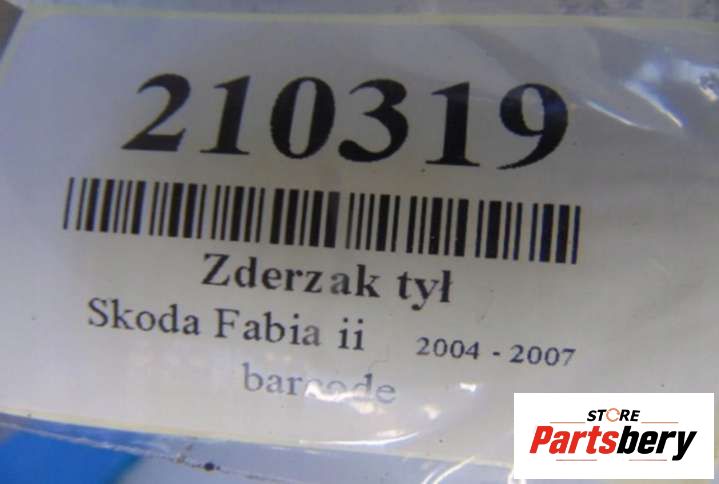 210319
Zderzak tył
Skoda Fabia ii 2004 - 2007
barcode
STORE
Partsbery